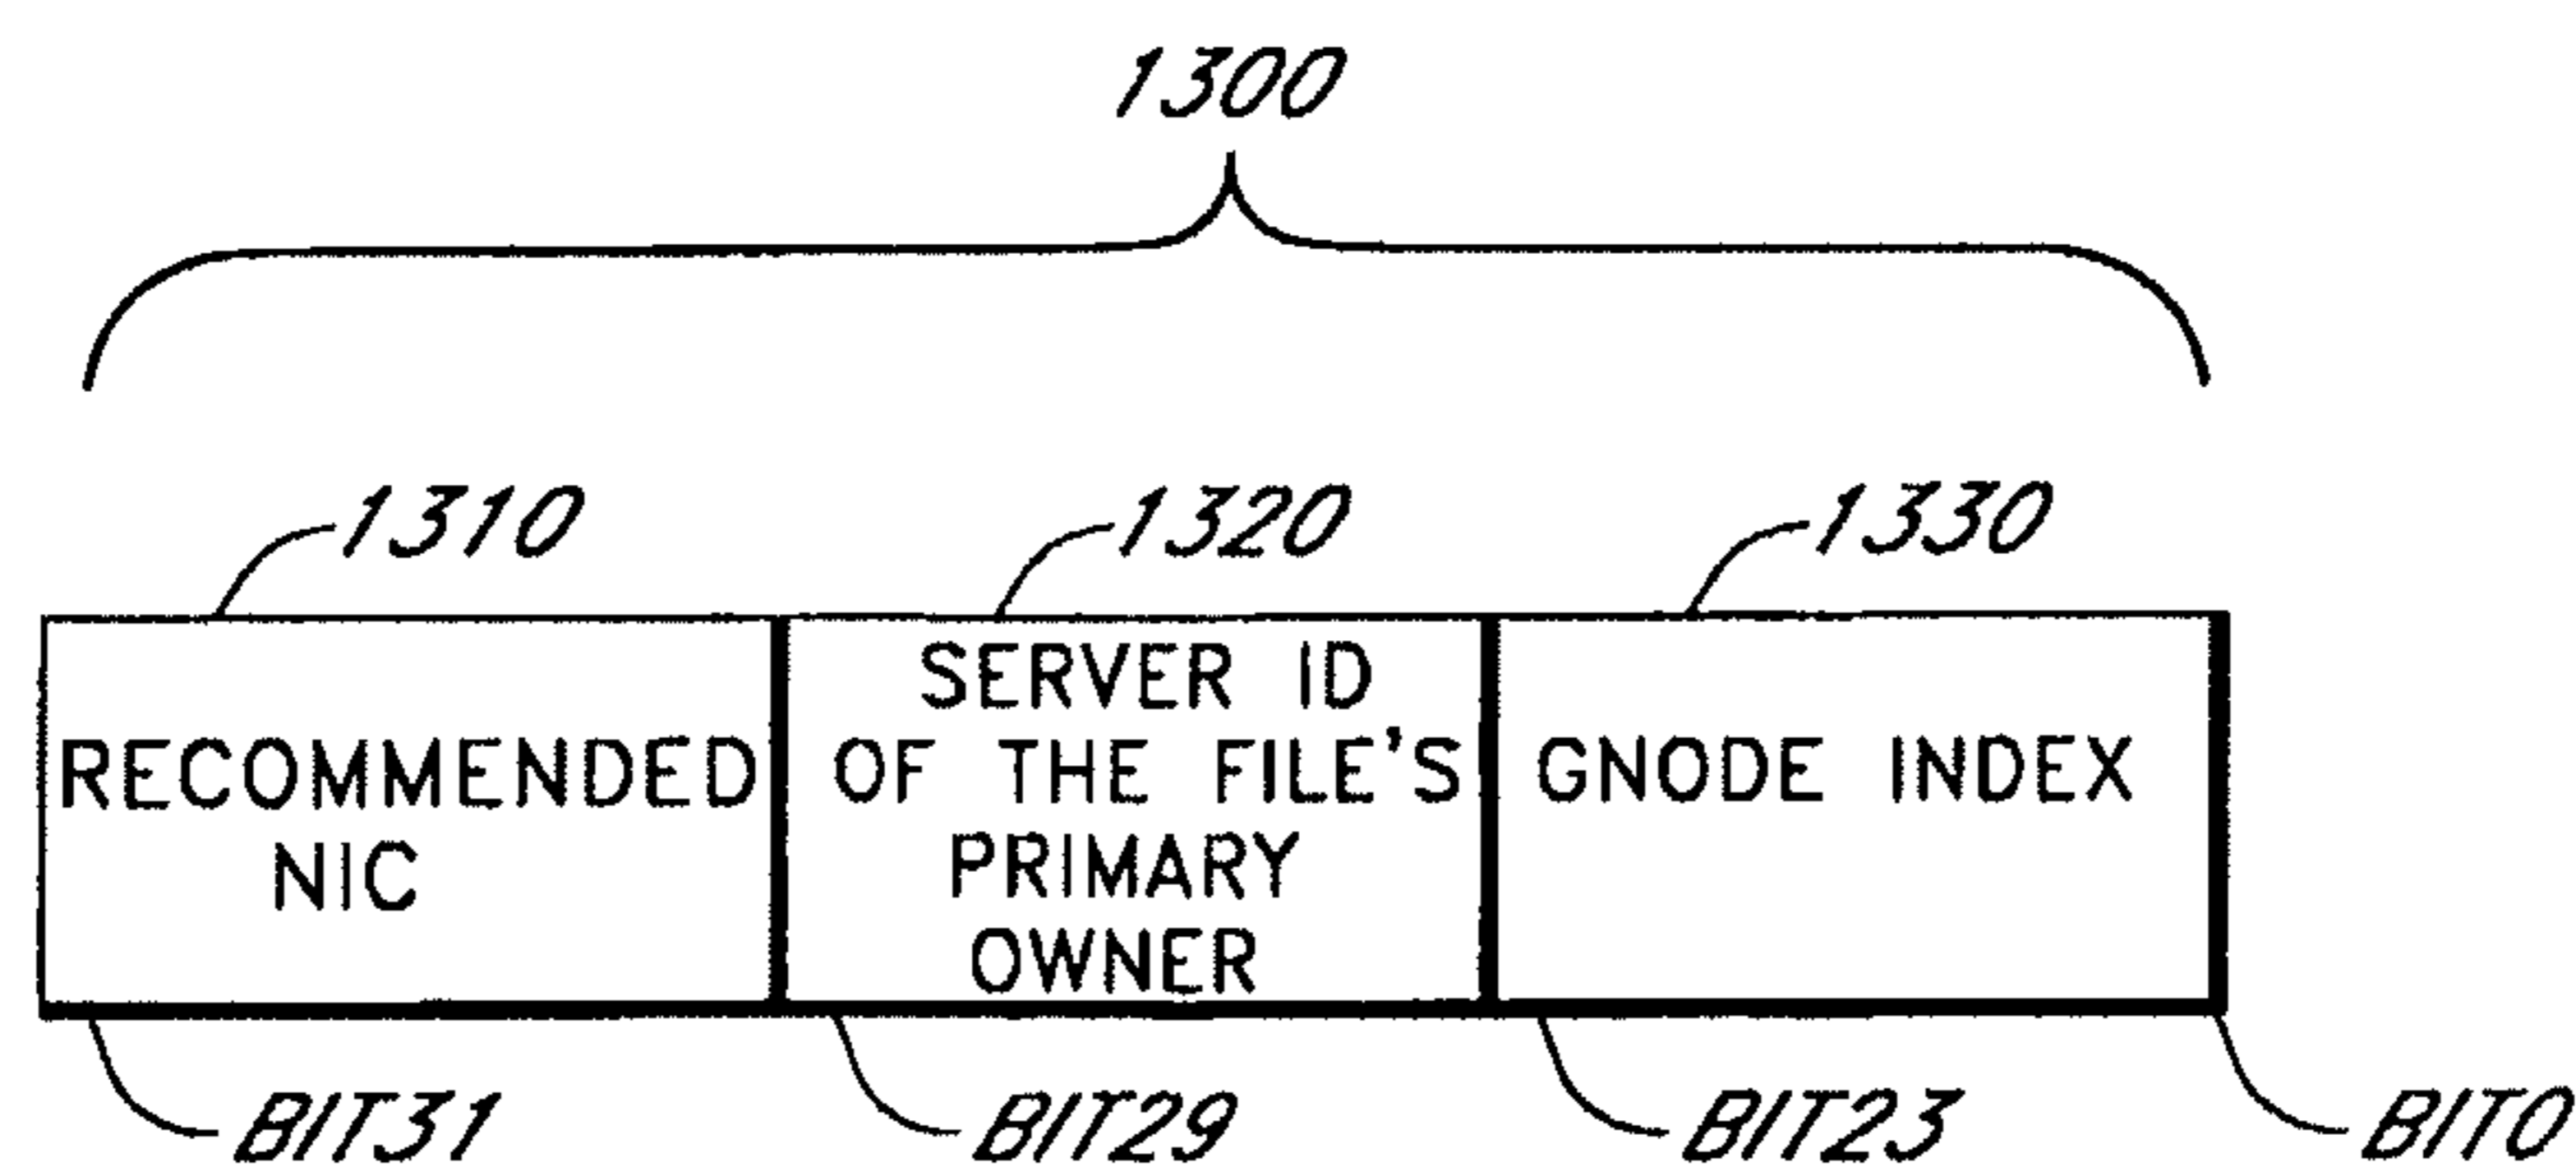 1300
1310
1320
1330
RECOMMENDED
NIC
SERVER ID
OF THE FILE'S
PRIMARY
OWNER
GNODE INDEX
BIT31
BIT29
BIT23
BIT0